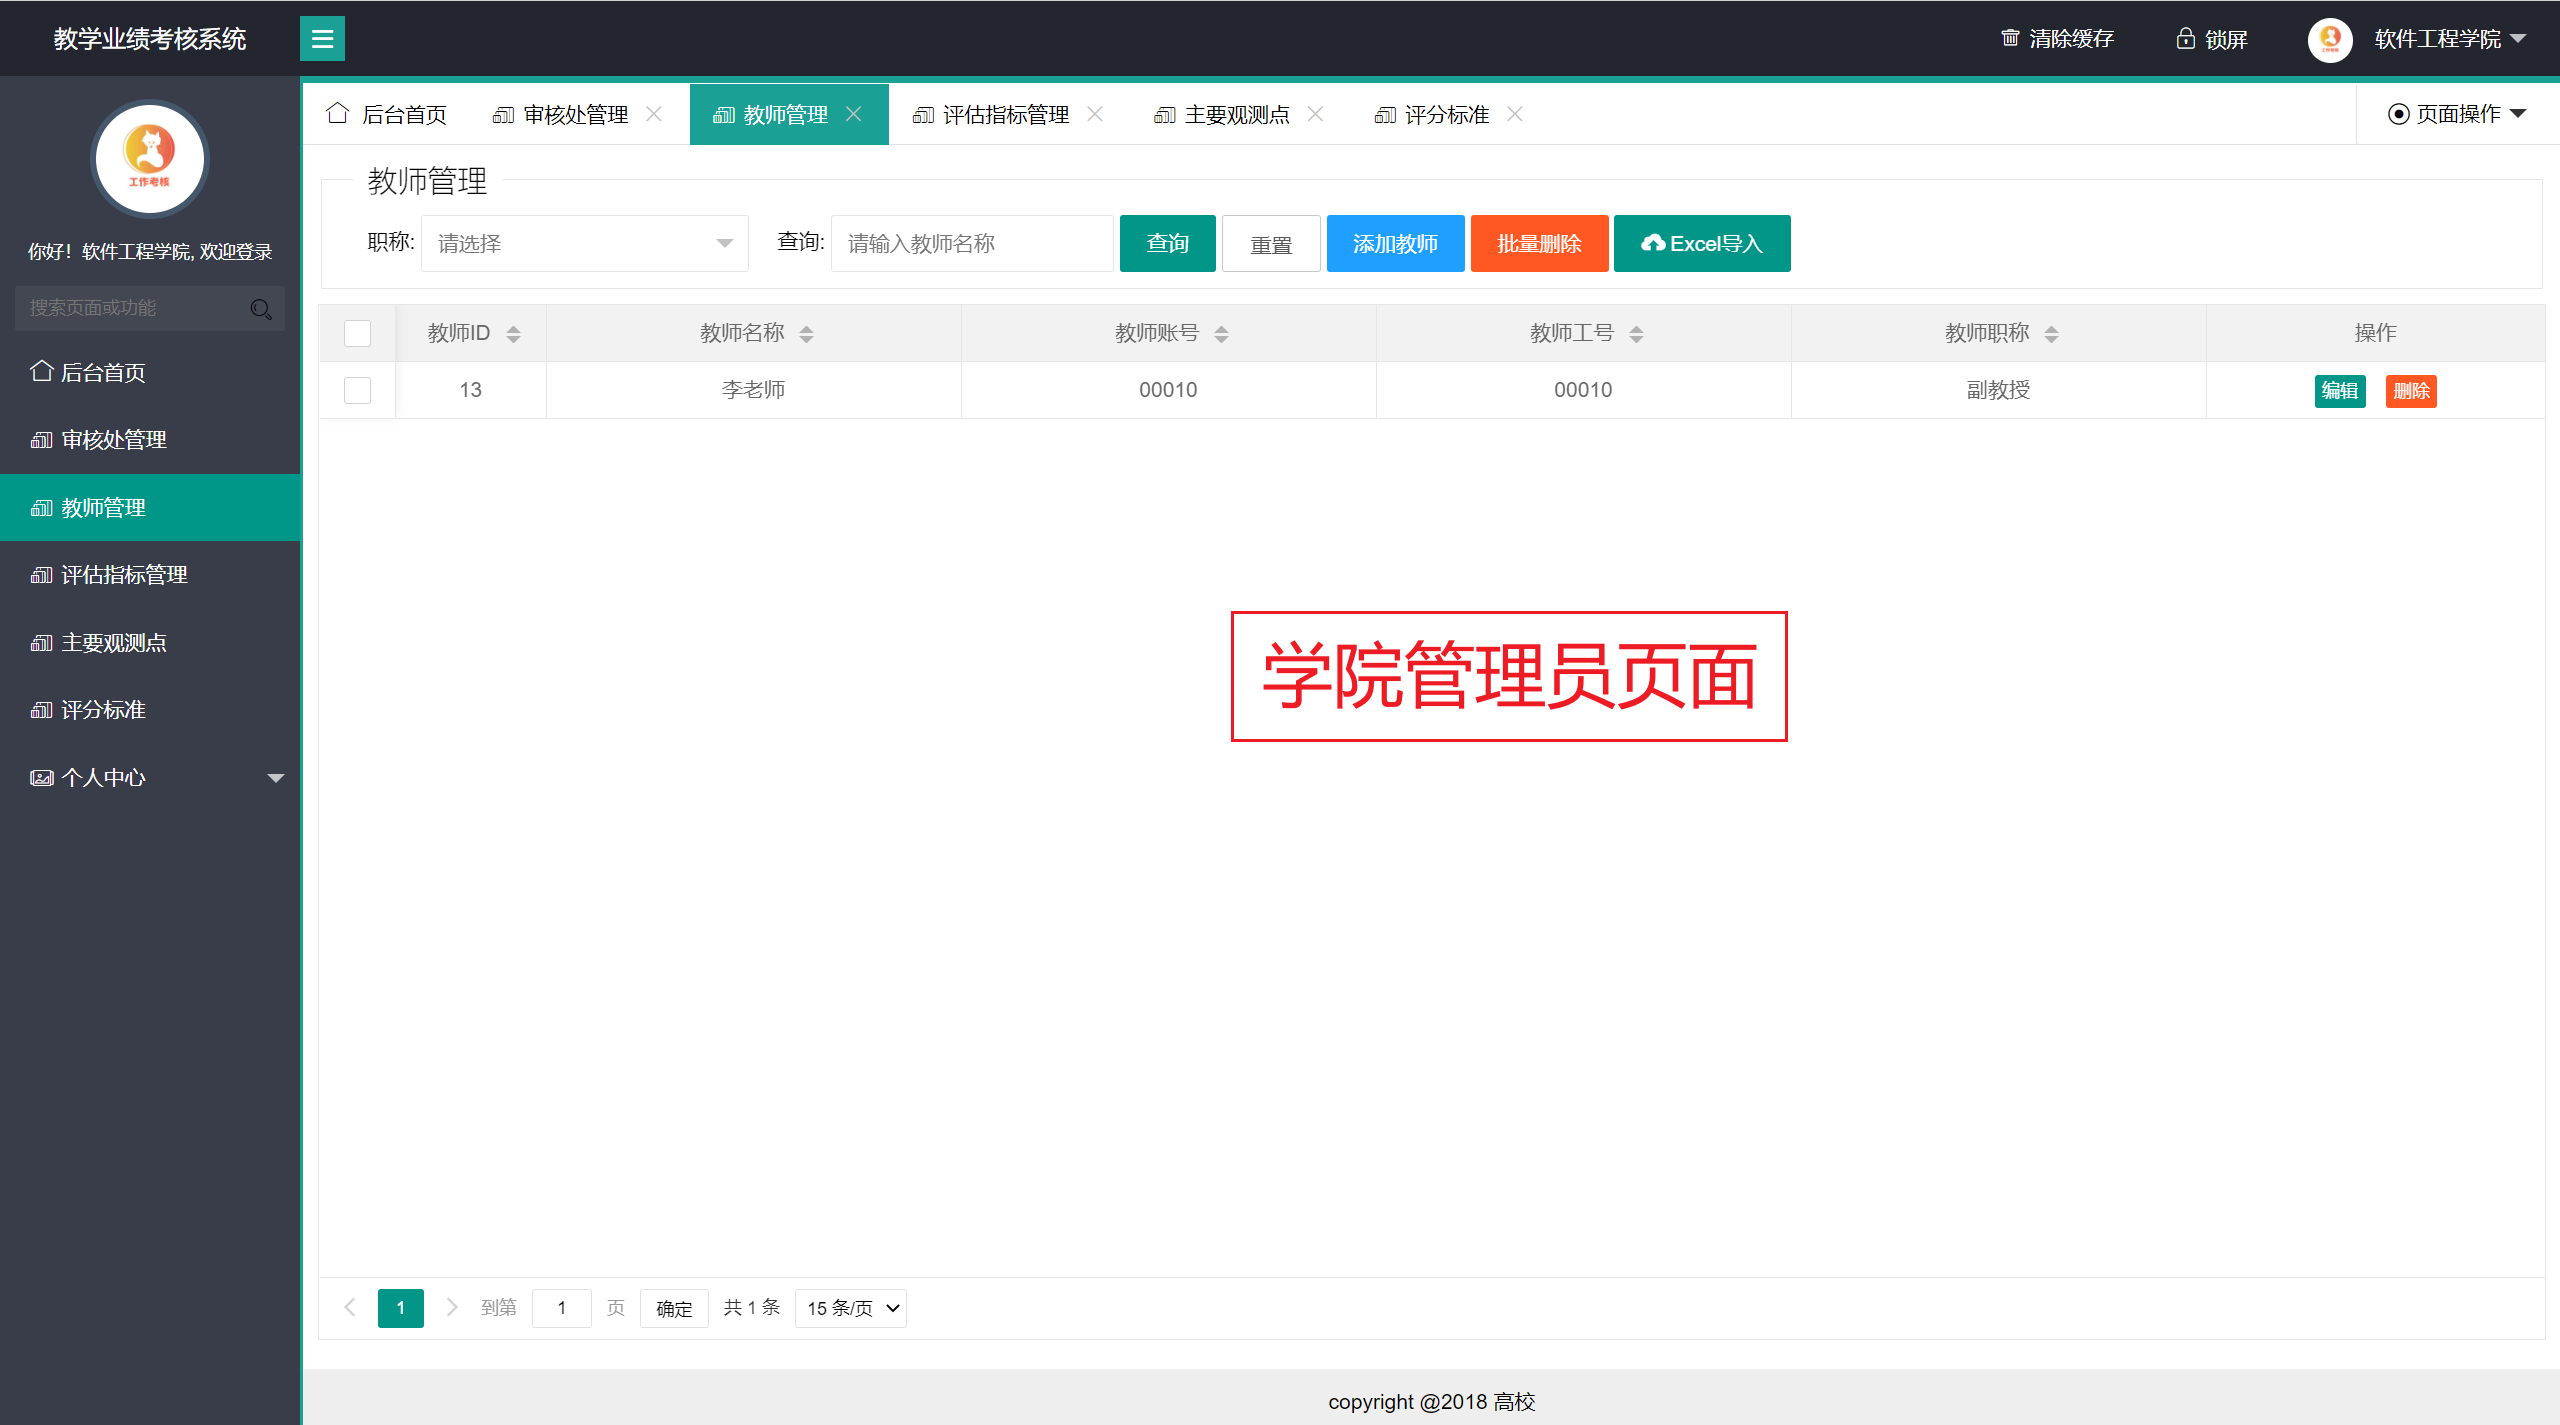 教学业绩考核系统
清除缓存
锁屏
软件工程学院
工作考核
你好！软件工程学院, 欢迎登录
搜索页面或功能
后台首页
审核处管理
教师管理
评估指标管理
主要观测点
评分标准
个人中心
后台首页
审核处管理
教师管理
评估指标管理
主要观测点
评分标准
页面操作
教师管理
职称: 请选择 查询: 请输入教师名称 查询 重置 添加教师 批量删除 Excel导入
教师ID 教师名称 教师账号 教师工号 教师职称 操作
13 李老师 00010 00010 副教授 编辑 删除
学院管理员页面
1 到第 1 页 确定 共 1 条 15 条/页
copyright @2018 高校